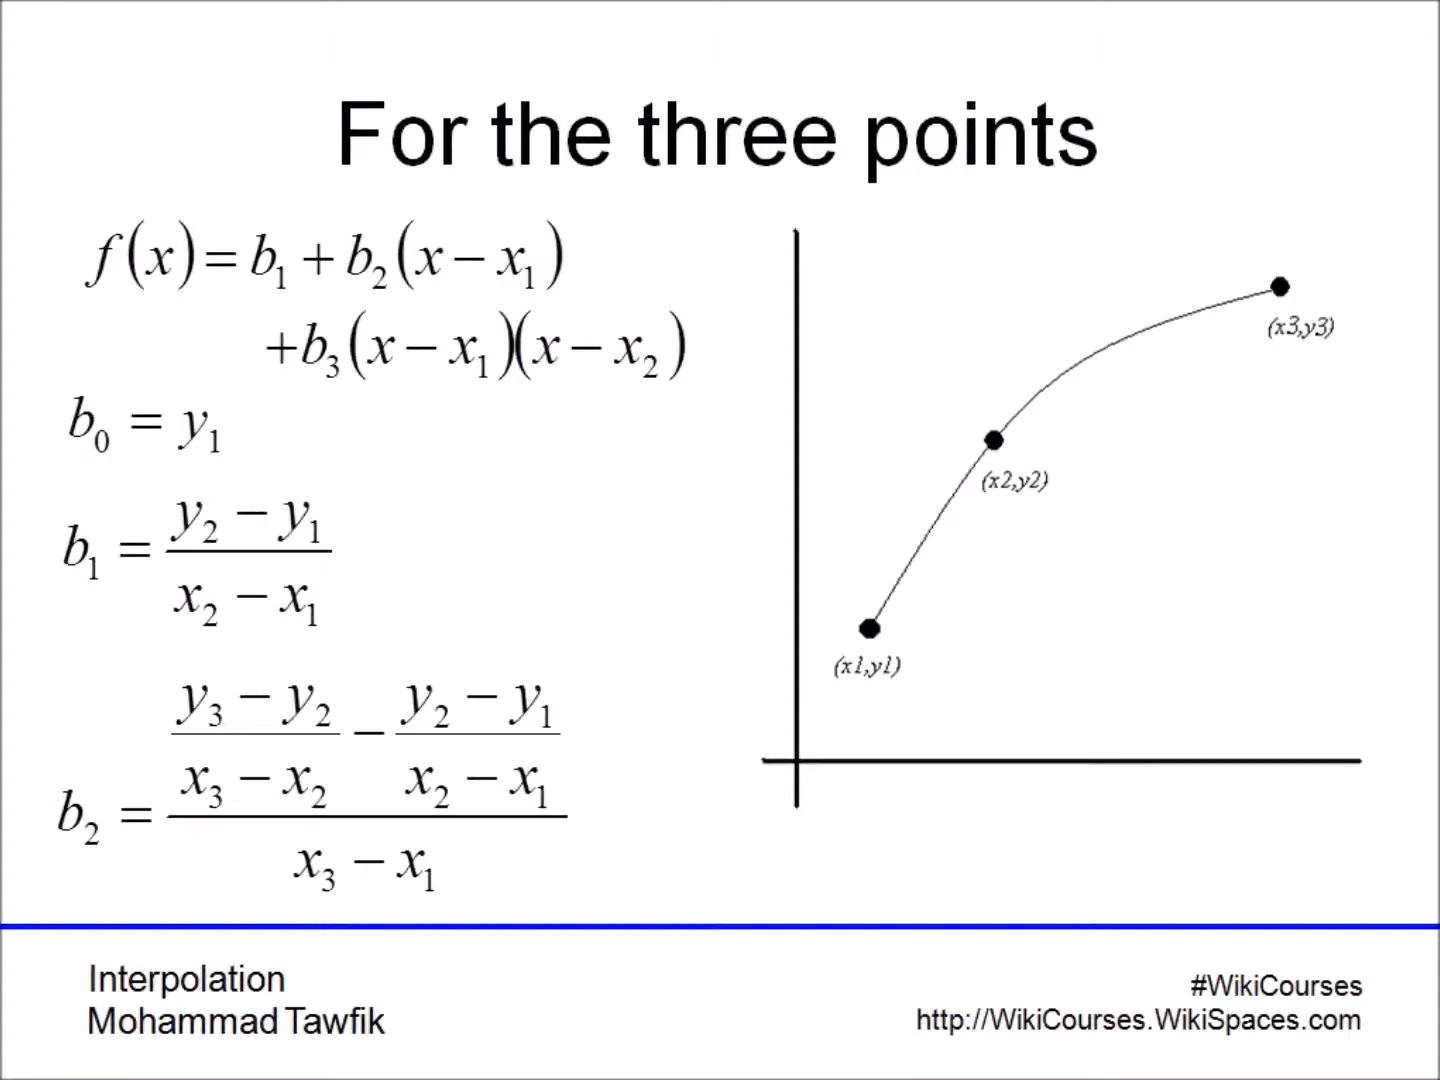 For the three points
f(x) = b₁ + b₂(x − x₁)
+b₃(x − x₁)(x − x₂)
b₀ = y₁
b₁ = (y₂ − y₁)/(x₂ − x₁)
b₂ = ((y₃ − y₂)/(x₃ − x₂) − (y₂ − y₁)/(x₂ − x₁))/(x₃ − x₁)
(x3,y3)
(x2,y2)
(x1,y1)
Interpolation
Mohammad Tawfik
#WikiCourses
http://WikiCourses.WikiSpaces.com